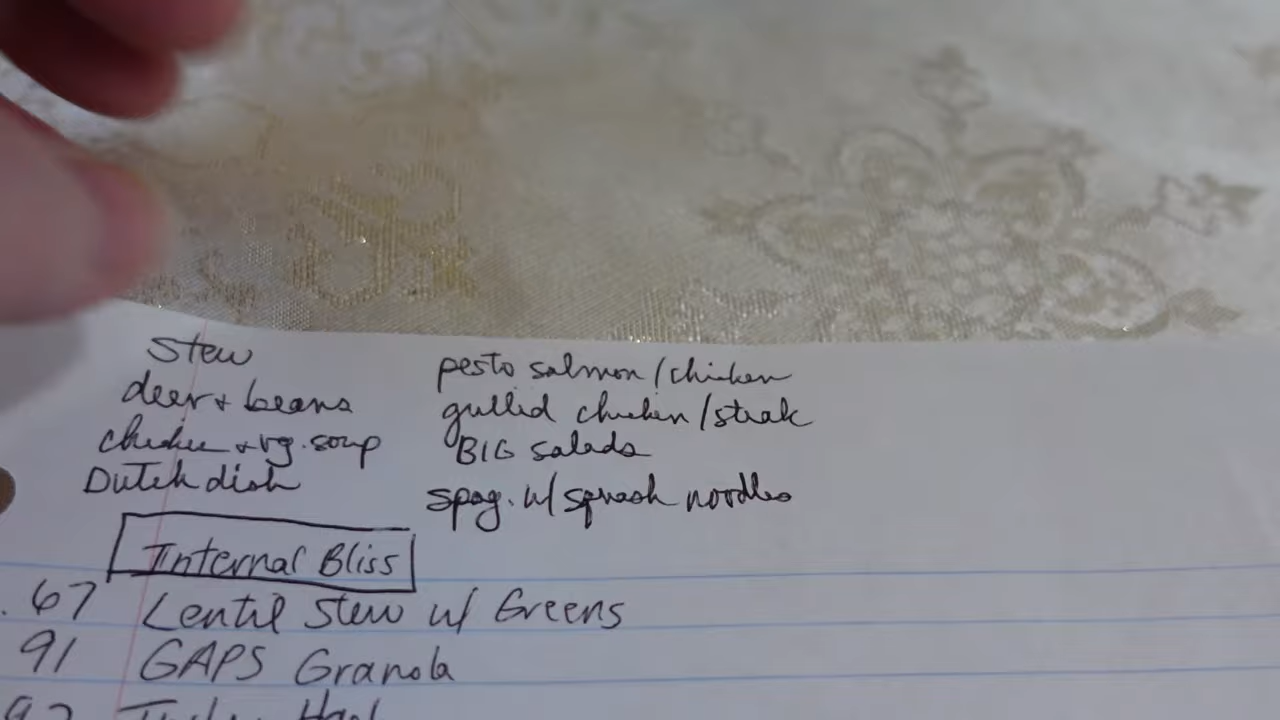 Stew
deer + beans
chicken + vg. soup
Dutch dish
pesto salmon / chicken
grilled chicken / steak
BIG salads
spag. w/ squash noodles
Internal Bliss
67 Lentil Stew w/ Greens
91 GAPS Granola